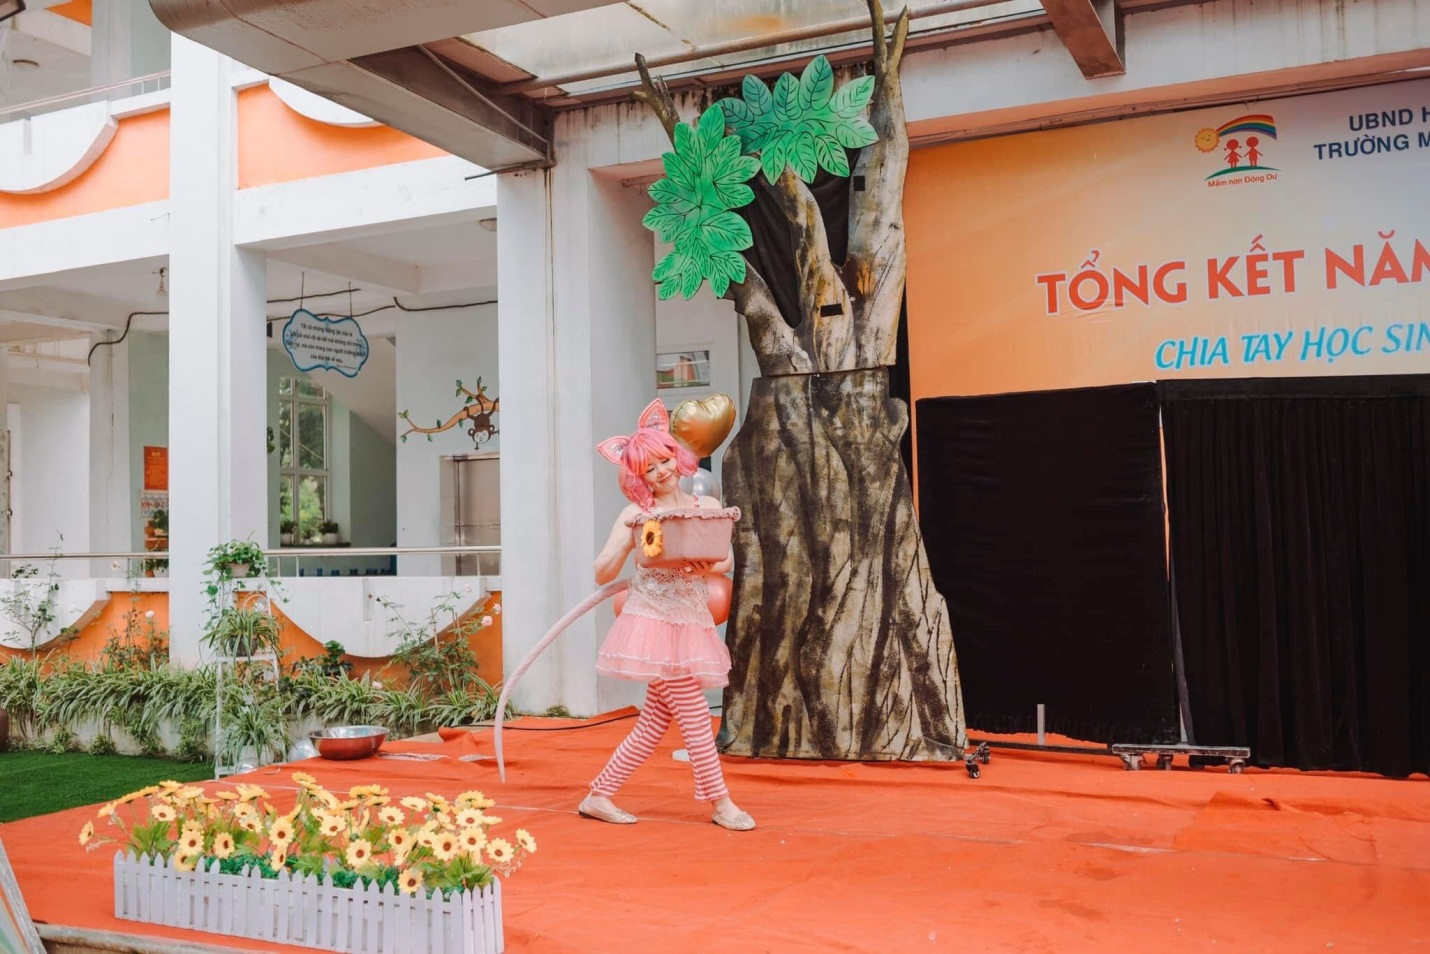 UBND H
TRƯỜNG M
Mầm non Đông Dư
TỔNG KẾT NĂM
CHIA TAY HỌC SIN